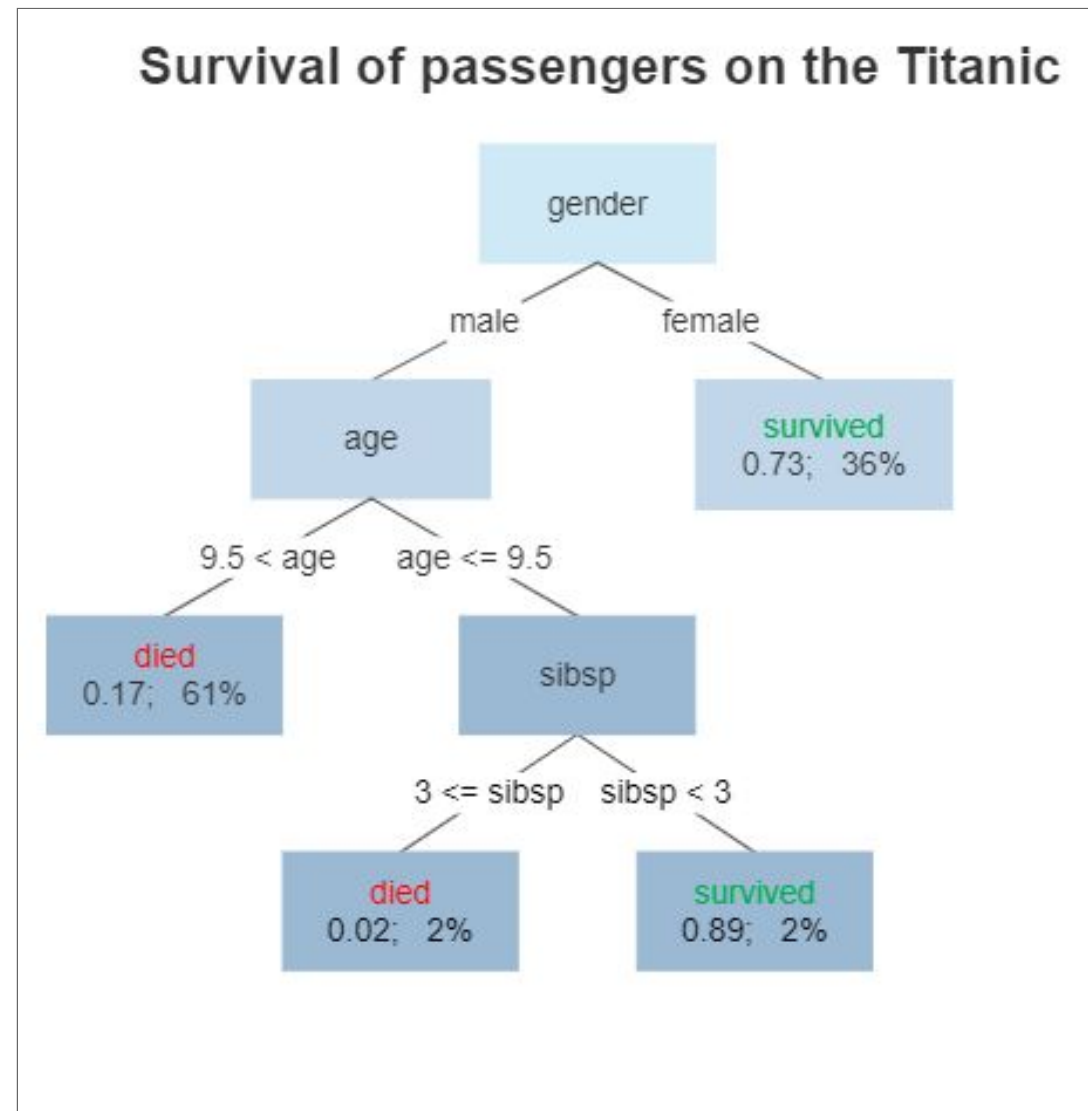 Survival of passengers on the Titanic
gender
male
female
age
survived
0.73; 36%
9.5 < age
age <= 9.5
died
0.17; 61%
sibsp
3 <= sibsp
sibsp < 3
died
0.02; 2%
survived
0.89; 2%